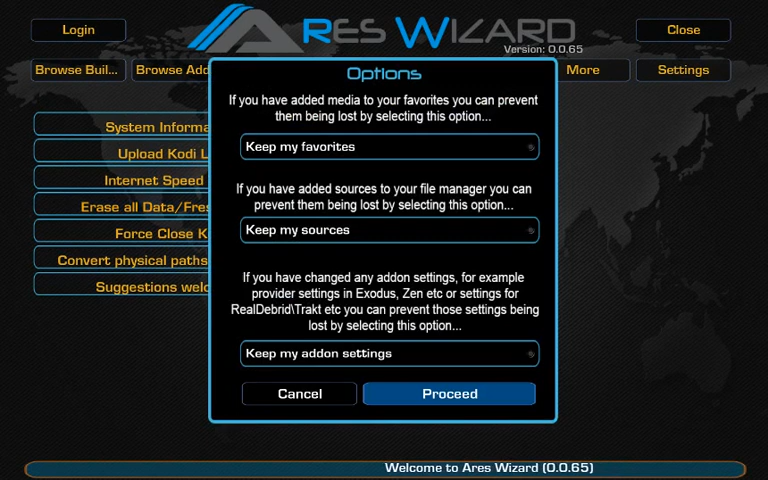 Login
ARES WIZARD
Version: 0.0.65
Close
Browse Buil...
Browse Add
More
Settings
Options
If you have added media to your favorites you can prevent
them being lost by selecting this option...
Keep my favorites
If you have added sources to your file manager you can
prevent them being lost by selecting this option...
Keep my sources
If you have changed any addon settings, for example
provider settings in Exodus, Zen etc or settings for
RealDebrid\Trakt etc you can prevent those settings being
lost by selecting this option...
Keep my addon settings
Cancel
Proceed
System Informa
Upload Kodi L
Internet Speed
Erase all Data/Fres
Force Close K
Convert physical paths
Suggestions welc
Welcome to Ares Wizard (0.0.65)